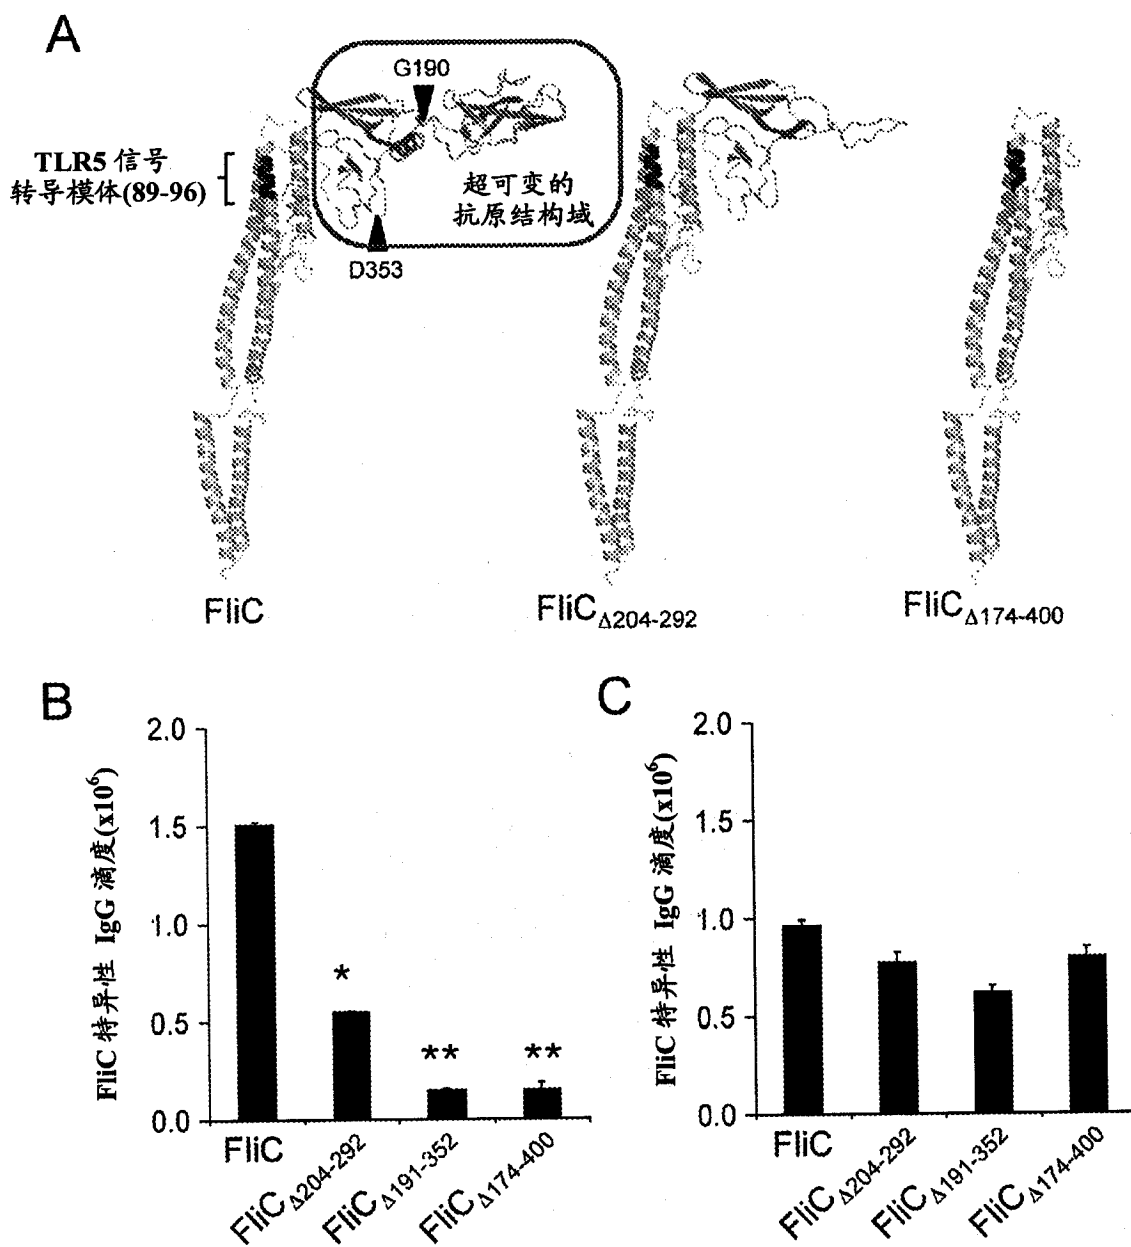 A
G190
TLR5 信号
转导模体(89-96)
超可变的
抗原结构域
D353
FliC
FliCΔ204-292
FliCΔ174-400
B
FliC 特异性 IgG 滴度(x10⁶)
2.0
1.5
1.0
0.5
0.0
*
**
**
FliC
FliCΔ204-292
FliCΔ191-352
FliCΔ174-400
C
FliC 特异性 IgG 滴度(x10⁶)
2.0
1.5
1.0
0.5
0.0
FliC
FliCΔ204-292
FliCΔ191-352
FliCΔ174-400